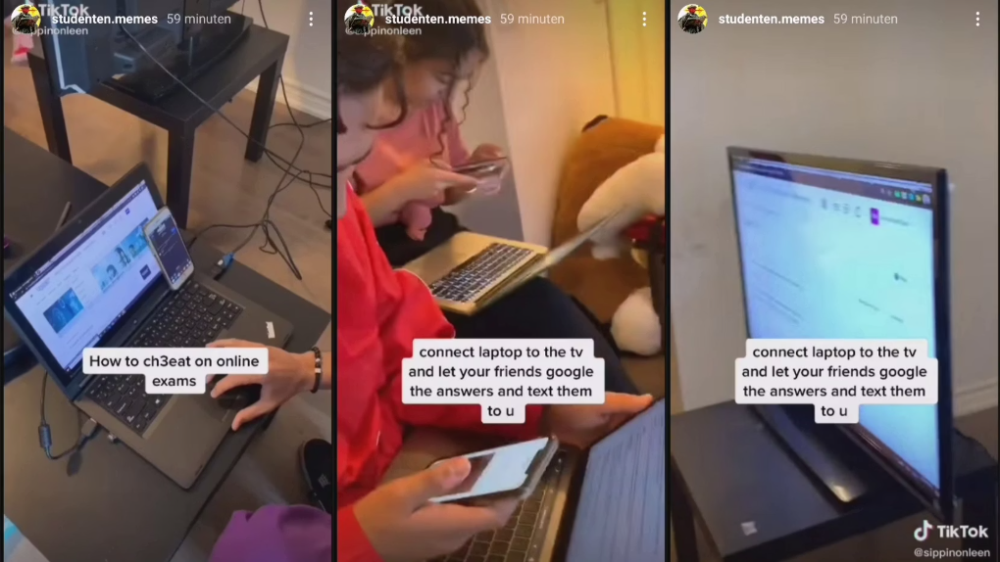 TikTok
@sippinonleen
studenten.memes 59 minuten
How to ch3eat on online
exams
TikTok
@sippinonleen
studenten.memes 59 minuten
connect laptop to the tv
and let your friends google
the answers and text them
to u
studenten.memes 59 minuten
connect laptop to the tv
and let your friends google
the answers and text them
to u
TikTok
@sippinonleen